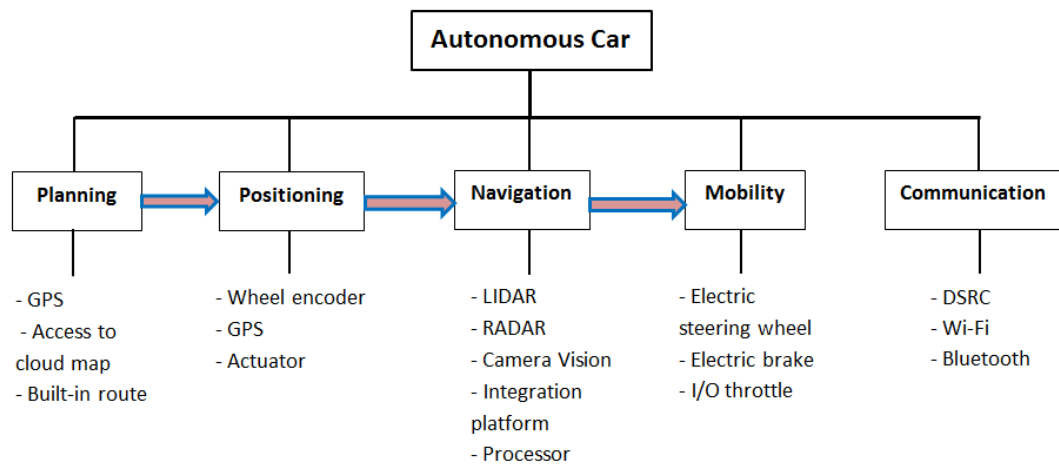 Autonomous Car
Planning
Positioning
Navigation
Mobility
Communication
- GPS
- Access to
cloud map
- Built-in route
- Wheel encoder
- GPS
- Actuator
- LIDAR
- RADAR
- Camera Vision
- Integration
platform
- Processor
- Electric
steering wheel
- Electric brake
- I/O throttle
- DSRC
- Wi-Fi
- Bluetooth